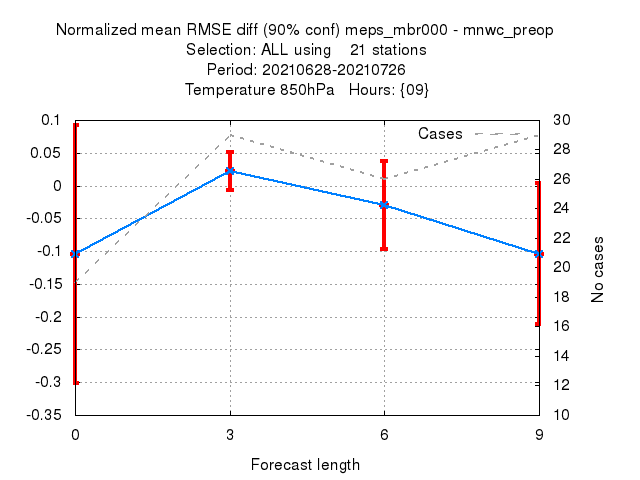 Normalized mean RMSE diff (90% conf) meps_mbr000 - mnwc_preop
Selection: ALL using 21 stations
Period: 20210628-20210726
Temperature 850hPa Hours: {09}
Cases
0.1
0.05
0
-0.05
-0.1
-0.15
-0.2
-0.25
-0.3
-0.35
30
28
26
24
22
20
18
16
14
12
10
No cases
0 3 6 9
Forecast length